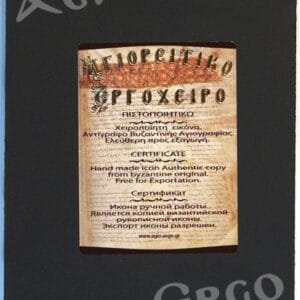 ΑΓΙΟΡΕΙΤΙΚΟ
ΕΡΓΟΧΕΙΡΟ
ΠΙΣΤΟΠΟΙΗΤΙΚΩ
Χειροποίητη εικόνα.
Αντίγραφο Βυζαντινής Αγιογραφίας
Ελεύθερη προς εξαγωγή.
CERTIFICATE
Hand made icon Authentic copy
from byzantine original.
Free for Exportation.
Сертификат
Икона ручной работы.
Является копией византийской
рукописной иконы.
Экспорт иконы разрешен.
www.agio-ergo.gr